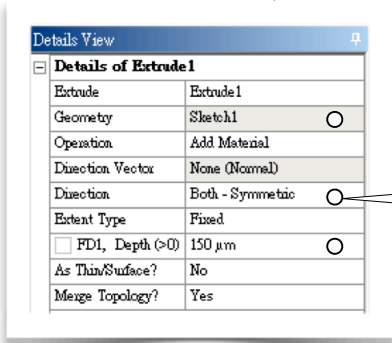 Details View
Details of Extrude1
Extrude Extrude1
Geometry Sketch1
Operation Add Material
Direction Vector None (Normal)
Direction Both - Symmetric
Extent Type Fixed
FD1, Depth (>0) 150 μm
As Thin/Surface? No
Merge Topology? Yes